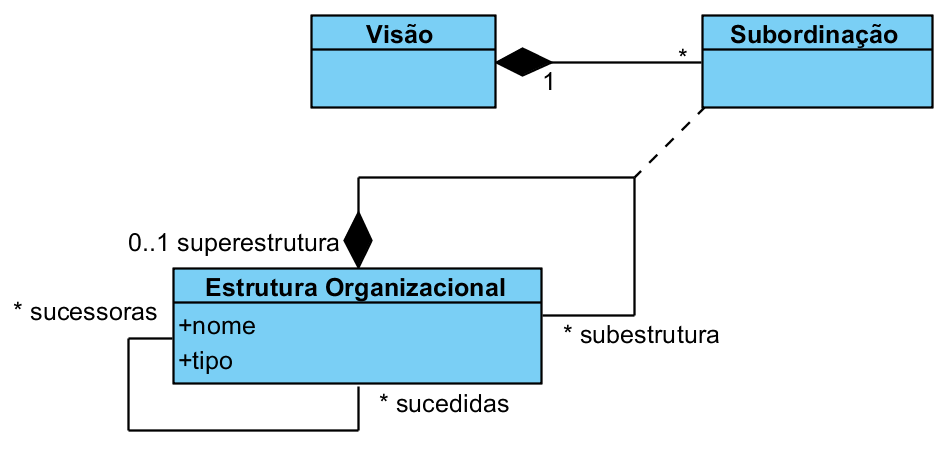 Visão
Subordinação
1
*
0..1 superestrutura
Estrutura Organizacional
* sucessoras
+nome
+tipo
* subestrutura
* sucedidas